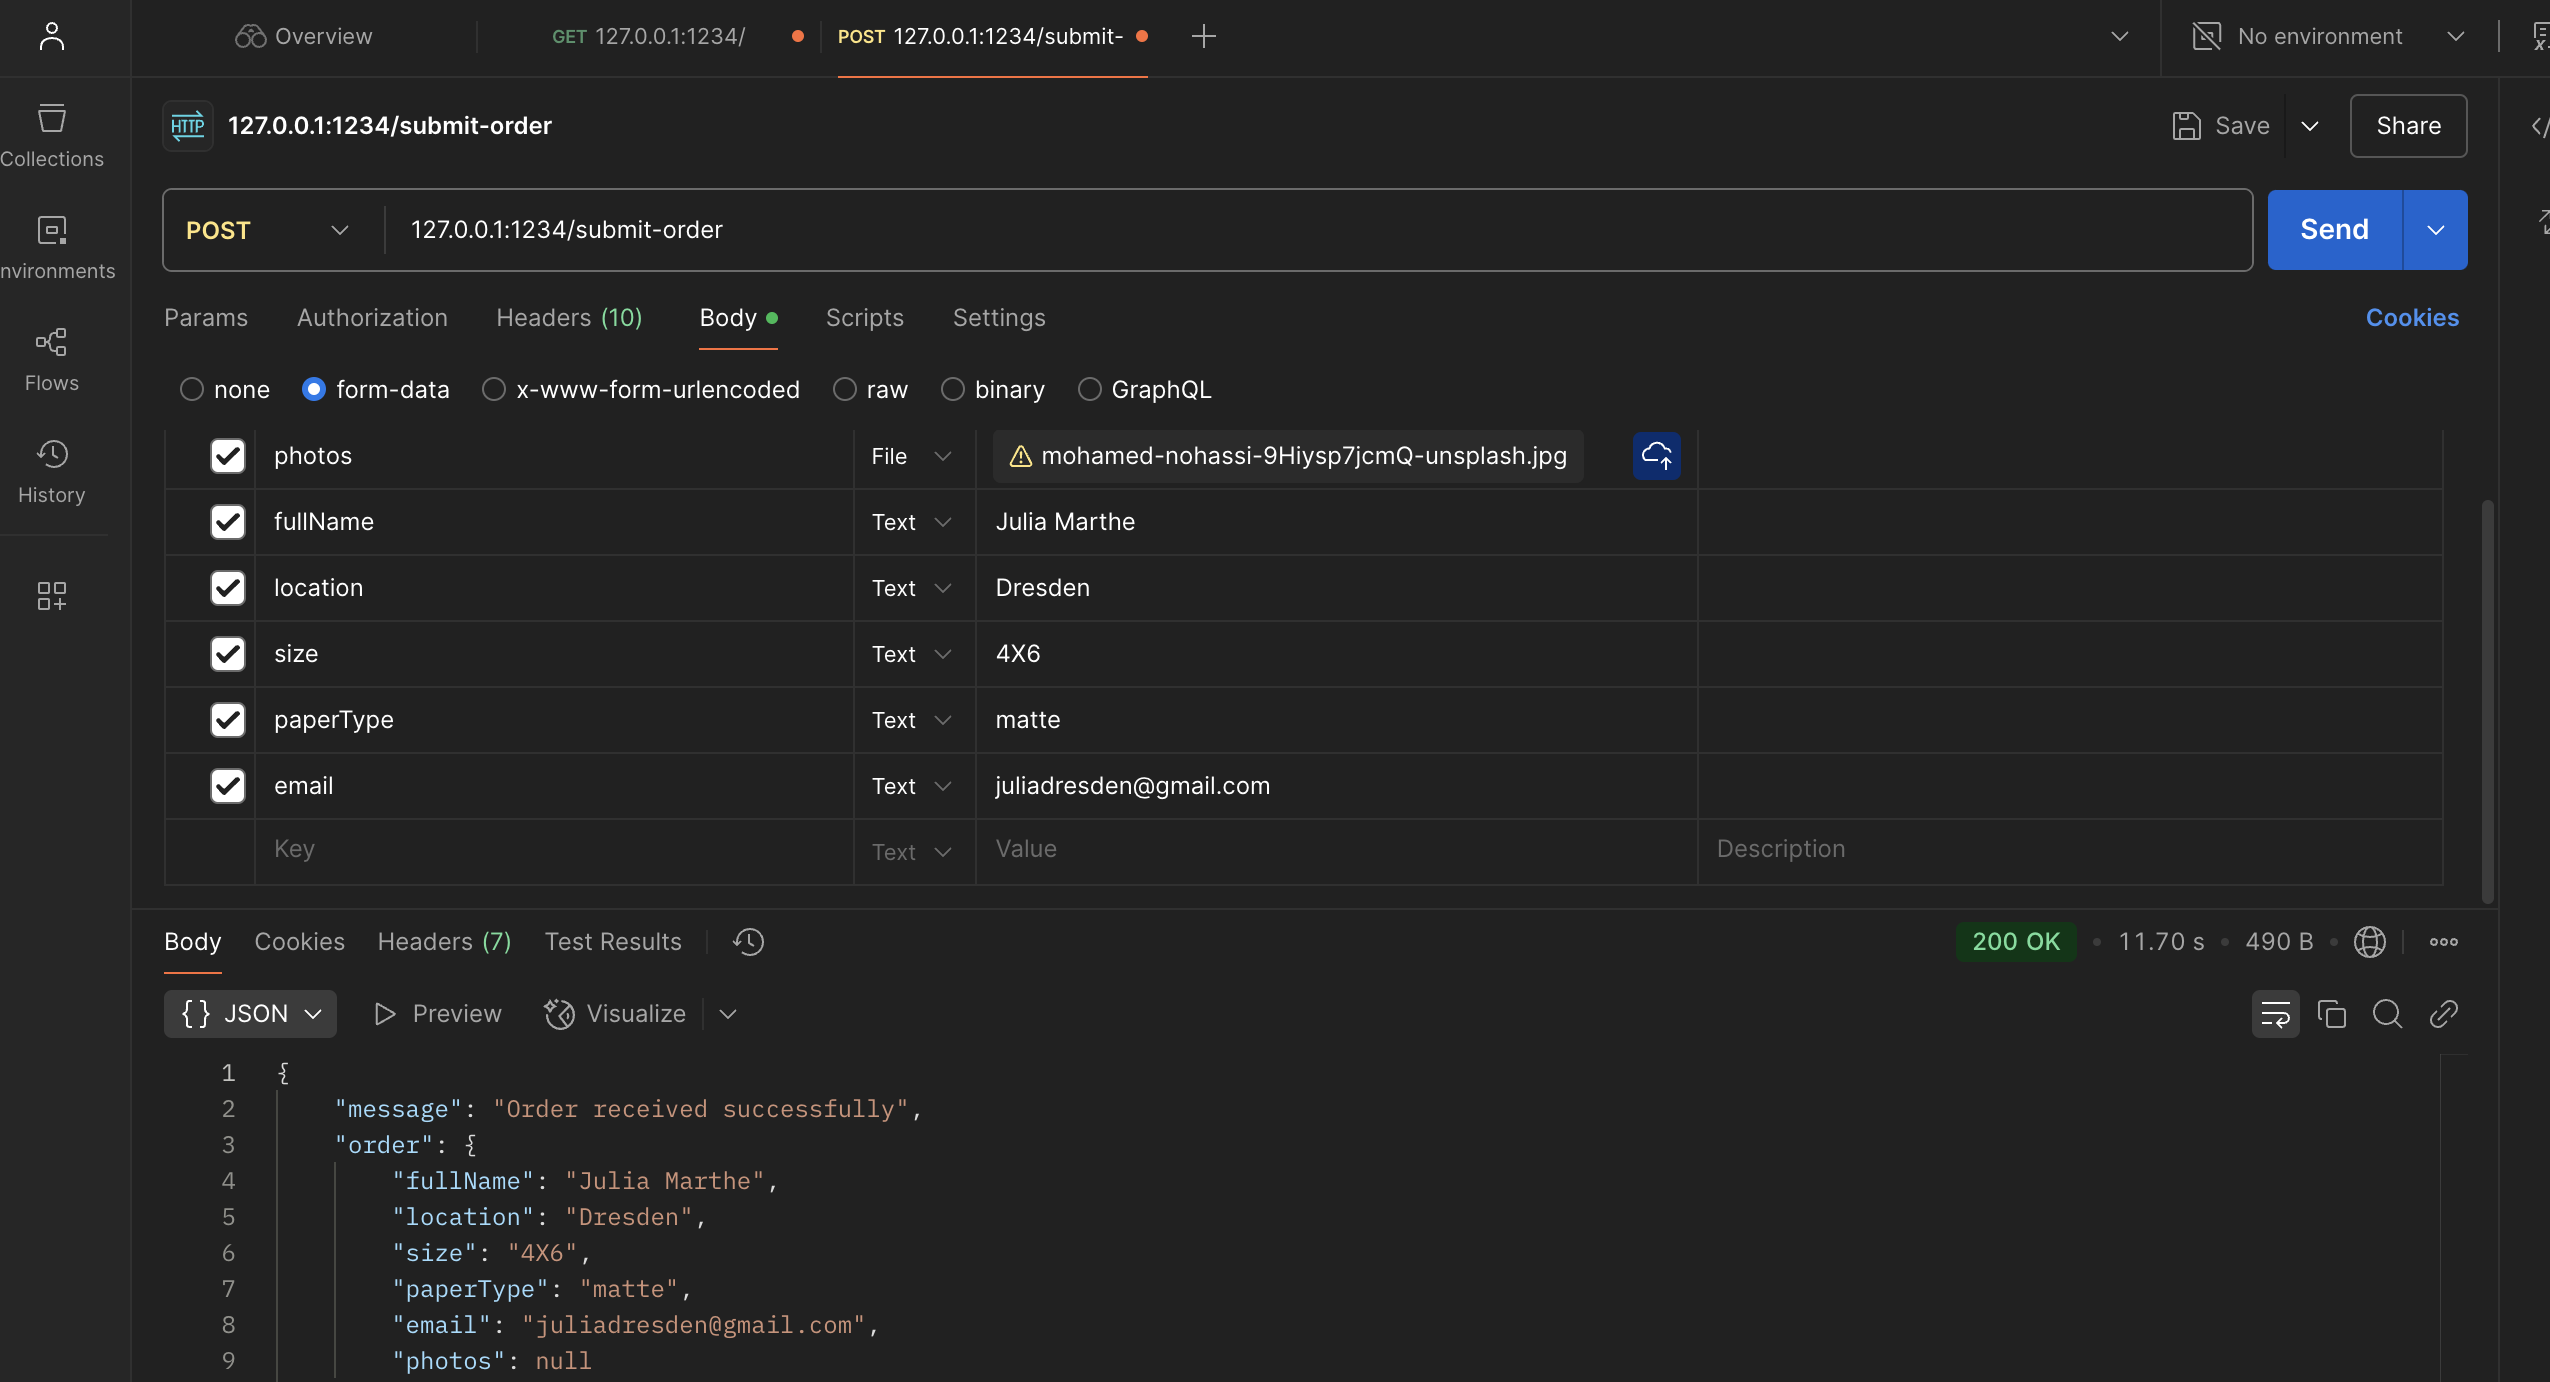 Overview
GET 127.0.0.1:1234/
POST 127.0.0.1:1234/submit-
No environment
Collections
nvironments
Flows
History
HTTP 127.0.0.1:1234/submit-order
Save
Share
POST 127.0.0.1:1234/submit-order
Send
Params Authorization Headers (10) Body Scripts Settings
Cookies
none form-data x-www-form-urlencoded raw binary GraphQL
photos File mohamed-nohassi-9Hiysp7jcmQ-unsplash.jpg
fullName Text Julia Marthe
location Text Dresden
size Text 4X6
paperType Text matte
email Text juliadresden@gmail.com
Key Text Value Description
Body Cookies Headers (7) Test Results
200 OK • 11.70 s • 490 B •
{} JSON Preview Visualize
1 {
2 "message": "Order received successfully",
3 "order": {
4 "fullName": "Julia Marthe",
5 "location": "Dresden",
6 "size": "4X6",
7 "paperType": "matte",
8 "email": "juliadresden@gmail.com",
9 "photos": null